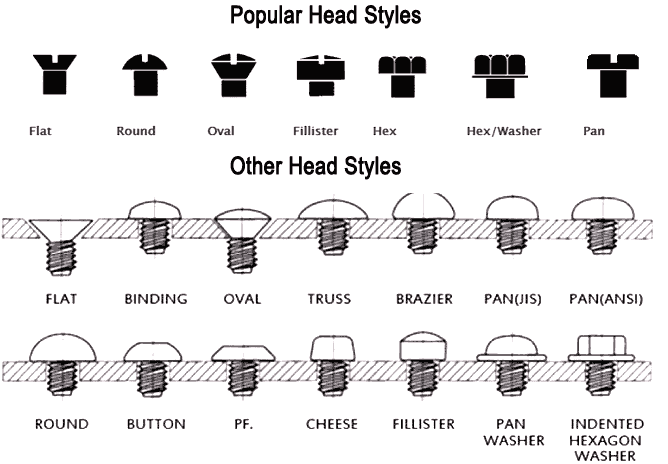 Popular Head Styles
Flat Round Oval Fillister Hex Hex/Washer Pan
Other Head Styles
FLAT BINDING OVAL TRUSS BRAZIER PAN(JIS) PAN(ANSI)
ROUND BUTTON PF. CHEESE FILLISTER PAN WASHER INDENTED HEXAGON WASHER